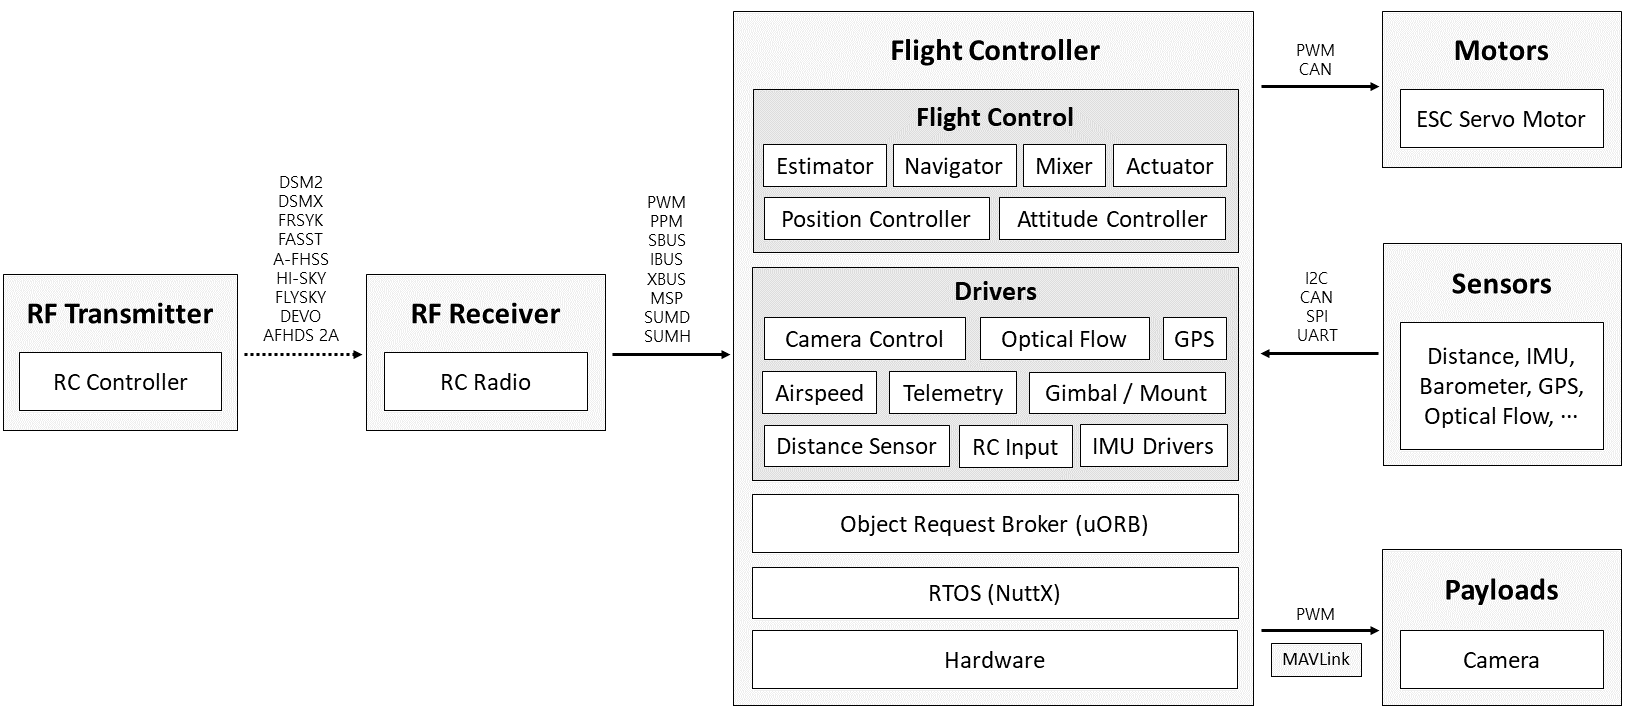 RF Transmitter
RC Controller
DSM2
DSMX
FRSYK
FASST
A-FHSS
HI-SKY
FLYSKY
DEVO
AFHDS 2A
RF Receiver
RC Radio
PWM
PPM
SBUS
IBUS
XBUS
MSP
SUMD
SUMH
Flight Controller
Flight Control
Estimator
Navigator
Mixer
Actuator
Position Controller
Attitude Controller
Drivers
Camera Control
Optical Flow
GPS
Airspeed
Telemetry
Gimbal / Mount
Distance Sensor
RC Input
IMU Drivers
Object Request Broker (uORB)
RTOS (NuttX)
Hardware
PWM
CAN
Motors
ESC Servo Motor
I2C
CAN
SPI
UART
Sensors
Distance, IMU,
Barometer, GPS,
Optical Flow, ⋯
PWM
MAVLink
Payloads
Camera